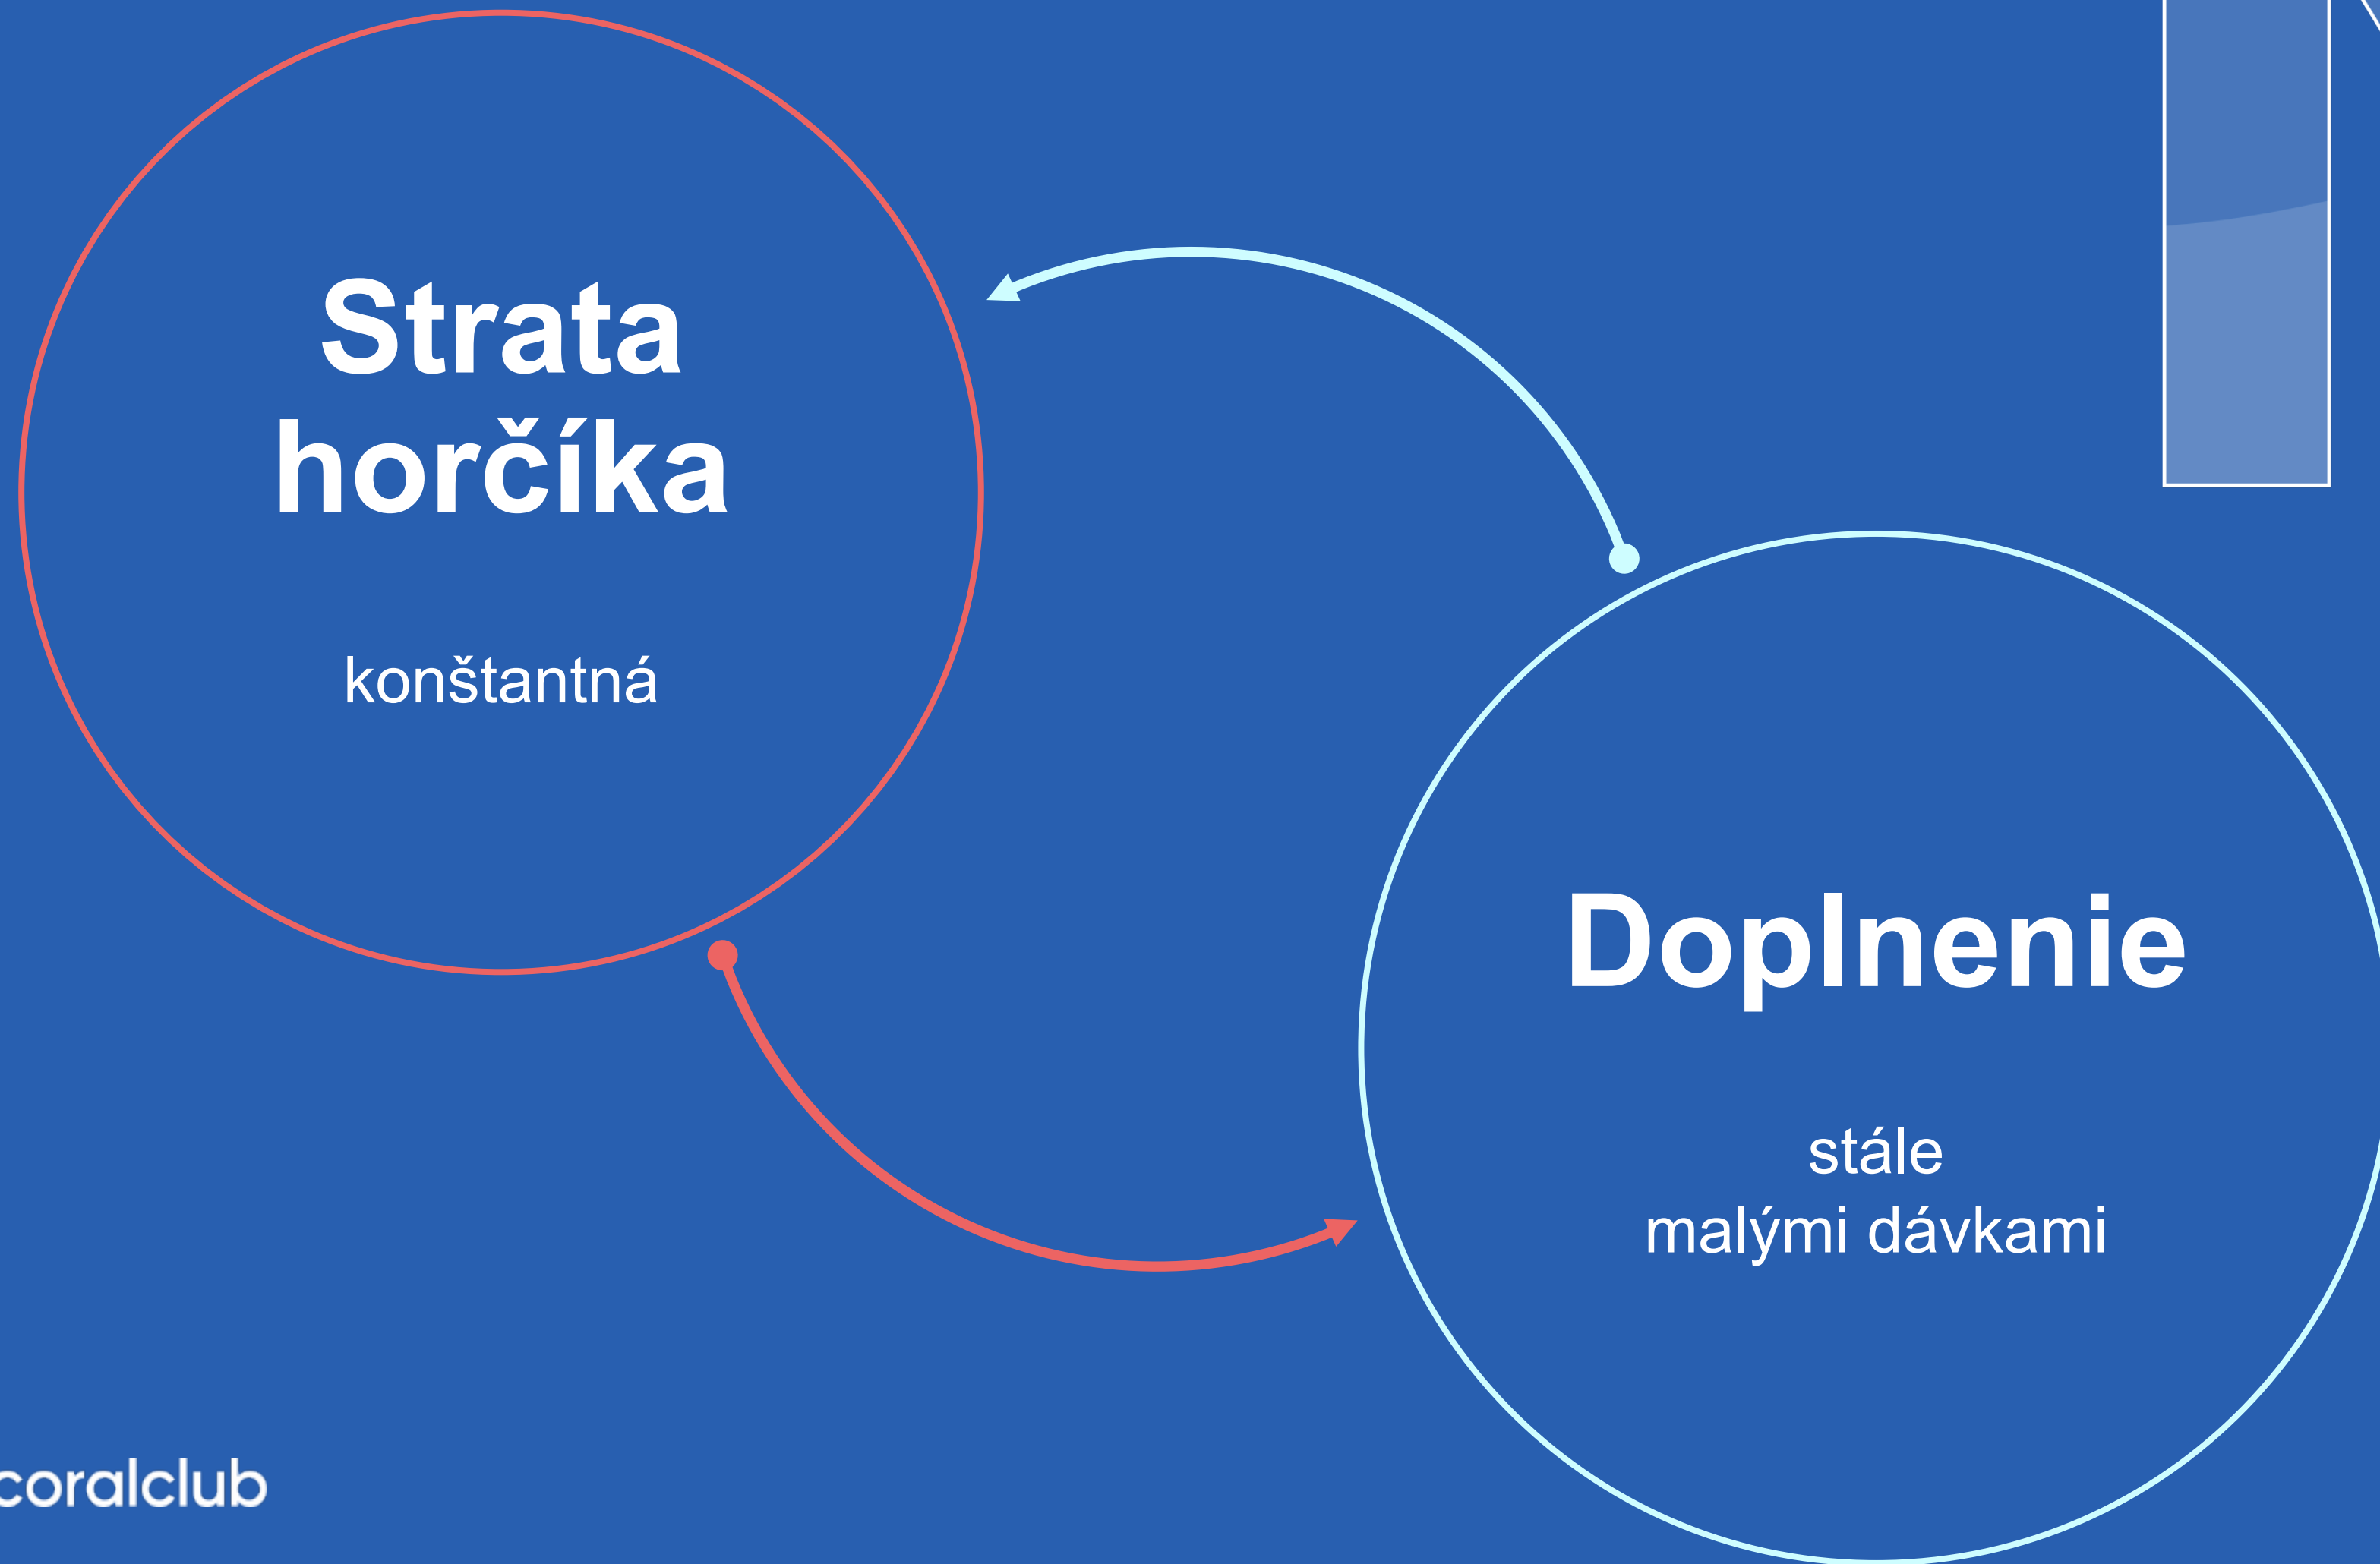 Strata
horčíka
konštantná
Doplnenie
stále
malými dávkami
coralclub